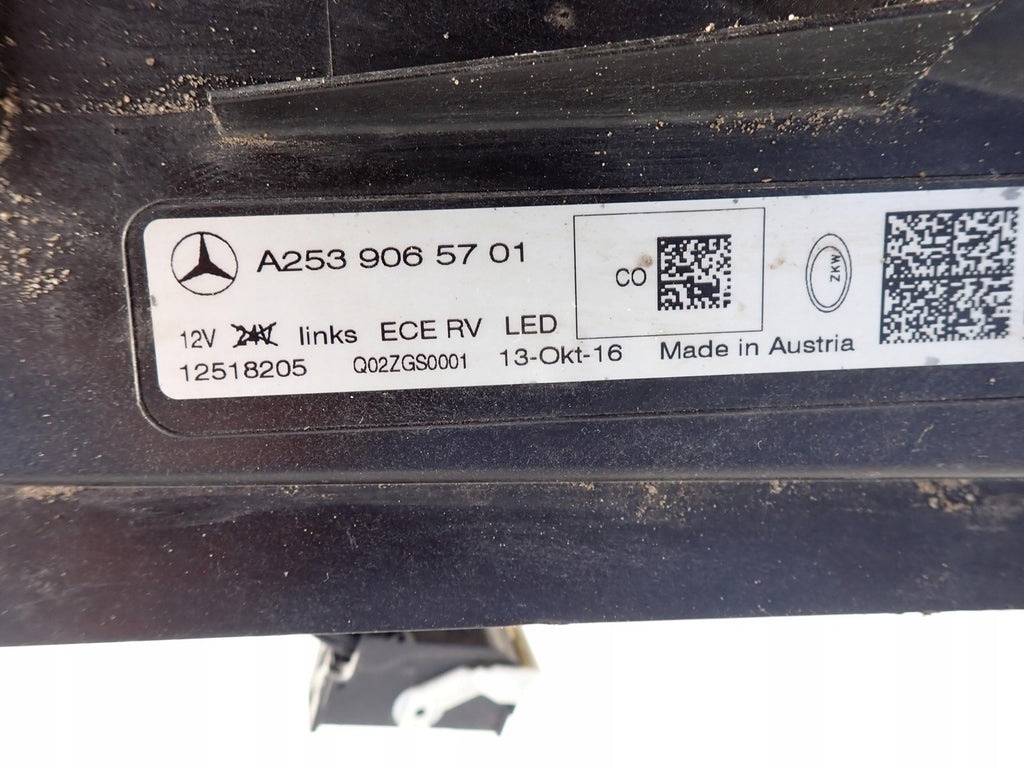 A253 906 57 01
CO
ZKW
12V 24V links ECE RV LED
12518205 Q02ZGS0001 13-Okt-16 Made in Austria